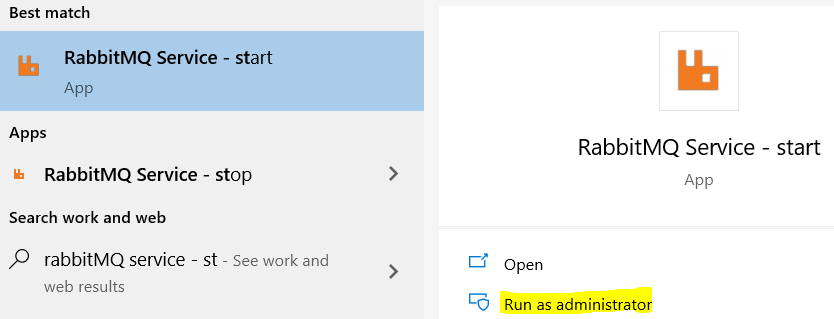 Best match
RabbitMQ Service - start
App
Apps
RabbitMQ Service - stop
Search work and web
rabbitMQ service - st - See work and
web results
RabbitMQ Service - start
App
Open
Run as administrator